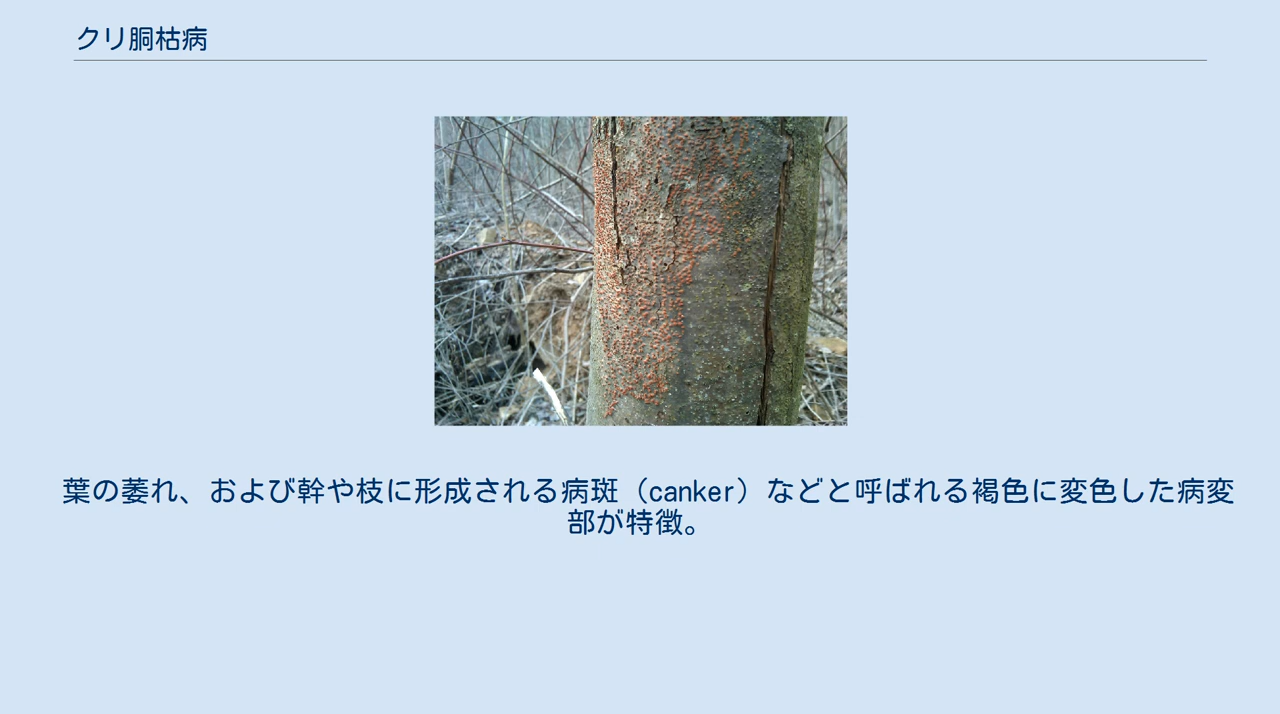 クリ胴枯病
葉の萎れ、および幹や枝に形成される病斑（canker）などと呼ばれる褐色に変色した病変
部が特徴。